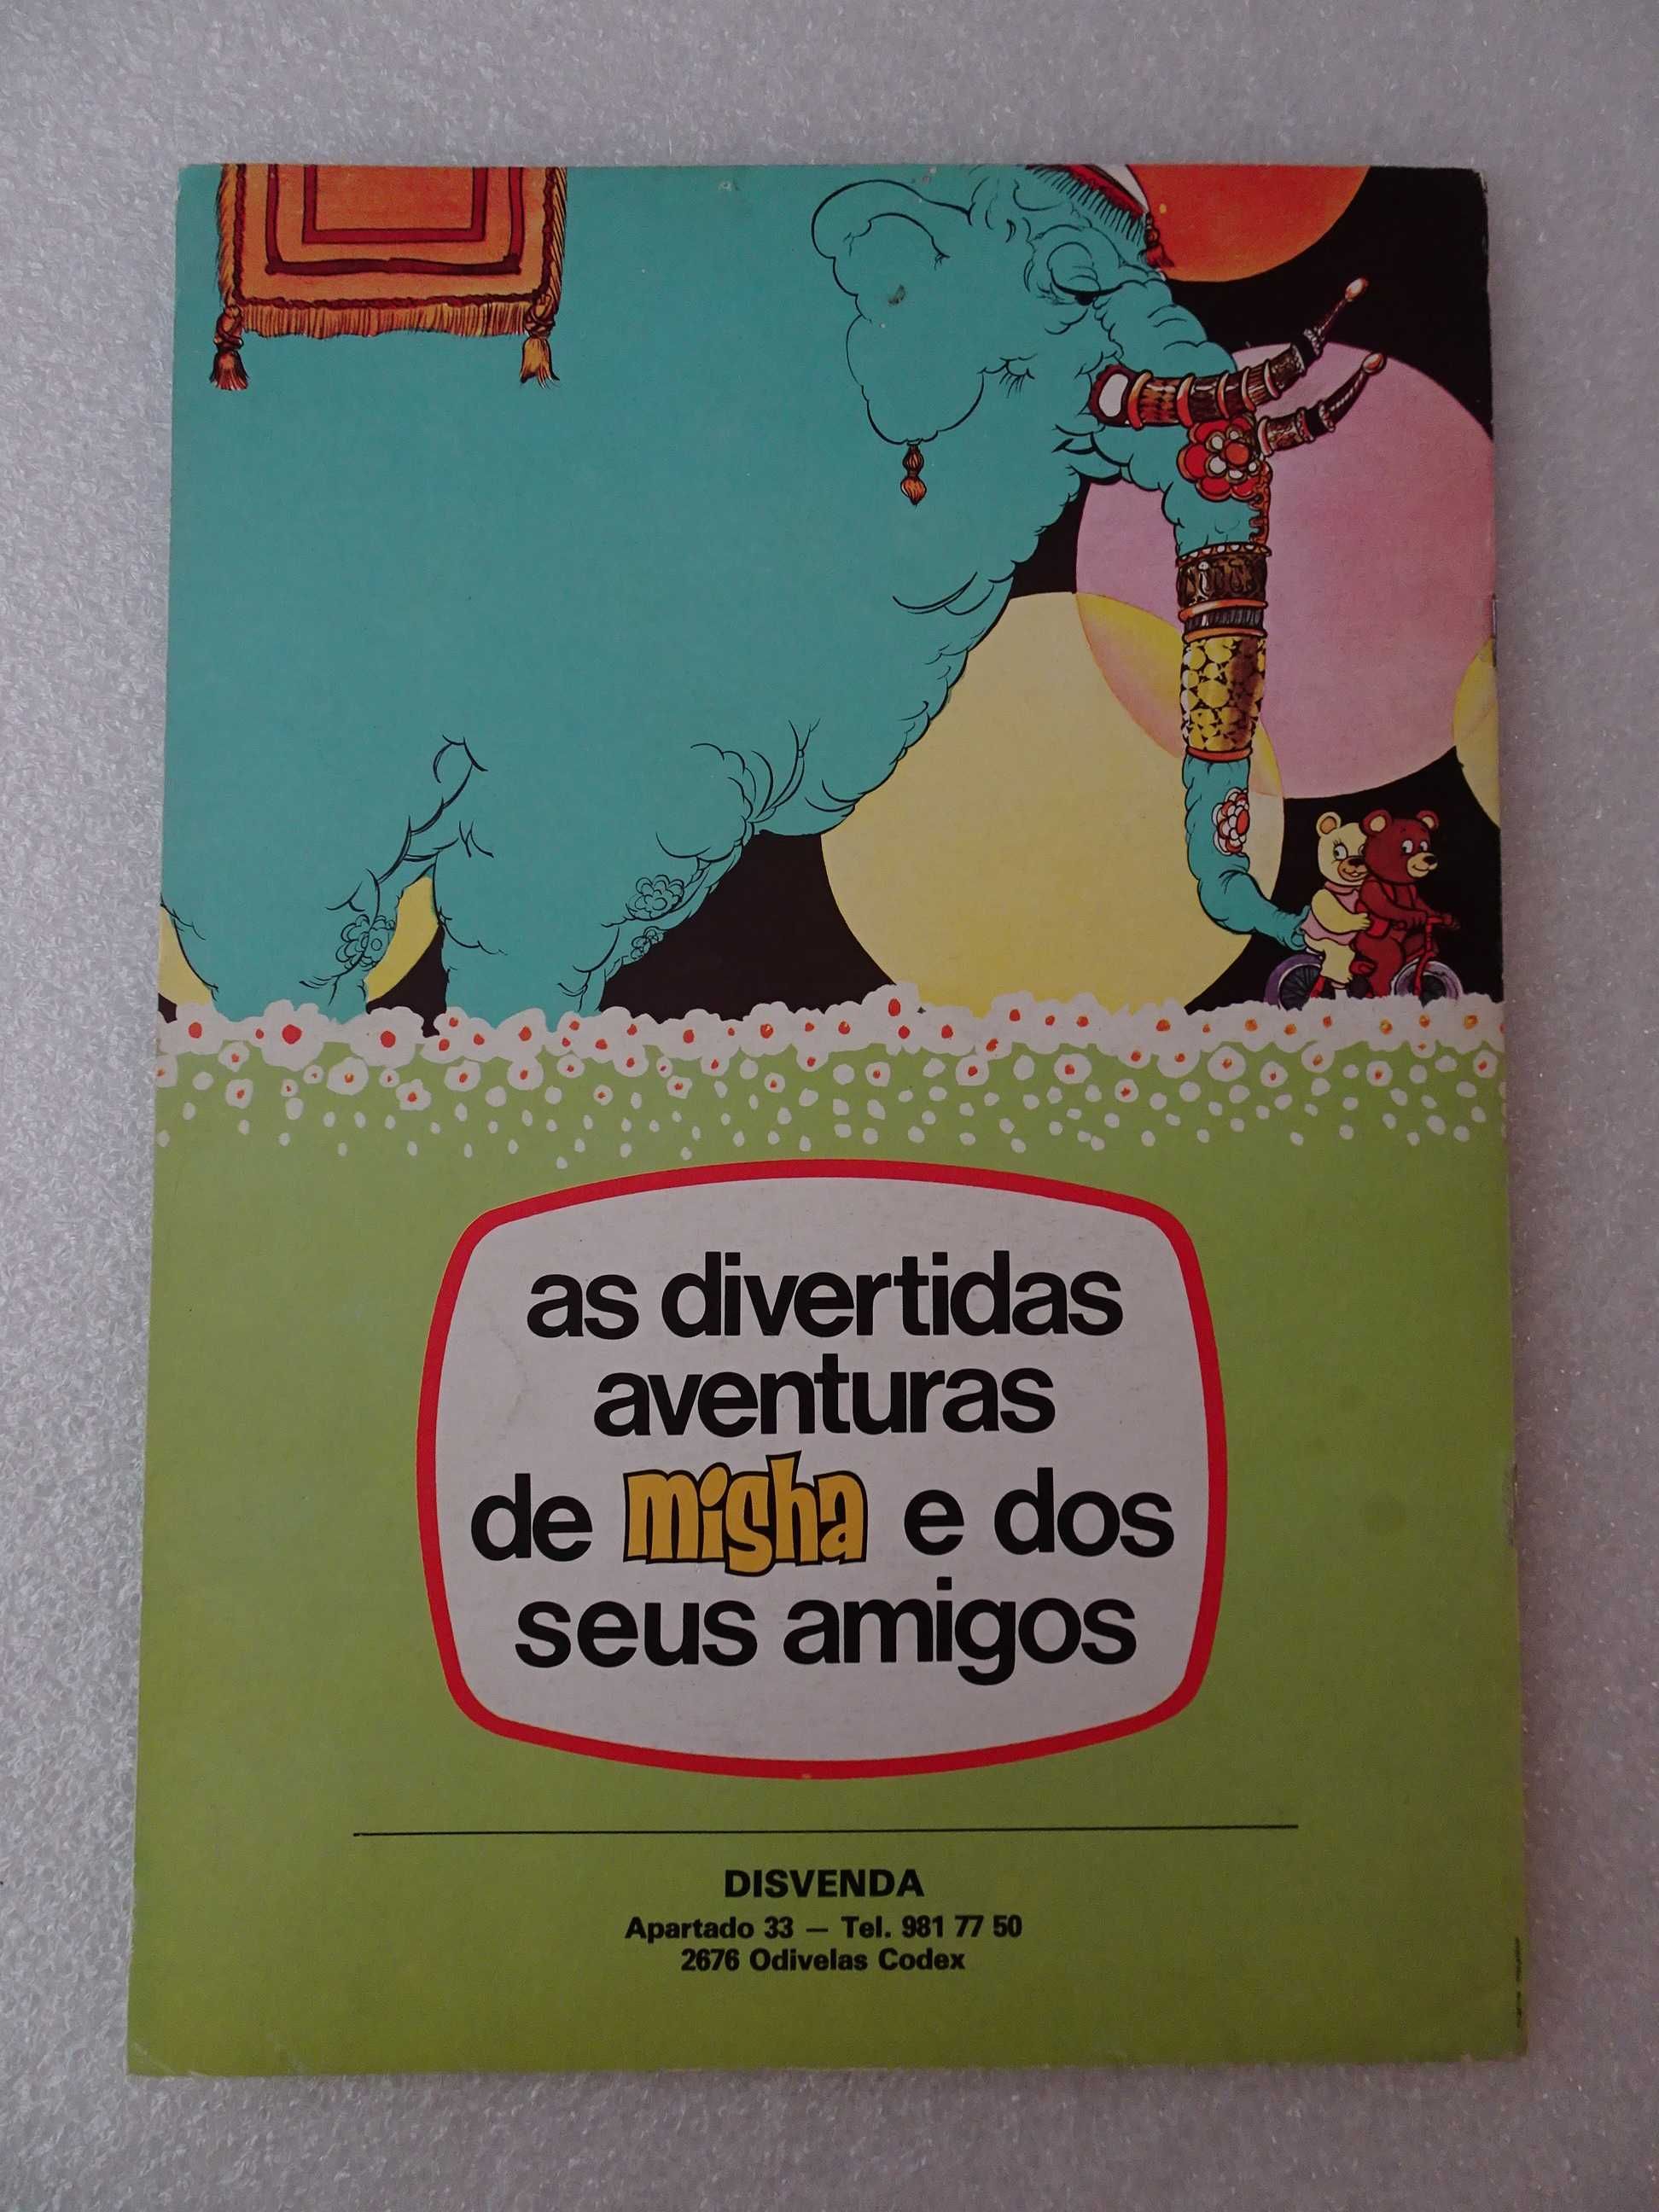 as divertidas
aventuras
de misha e dos
seus amigos
DISVENDA
Apartado 33 — Tel. 981 77 50
2676 Odivelas Codex